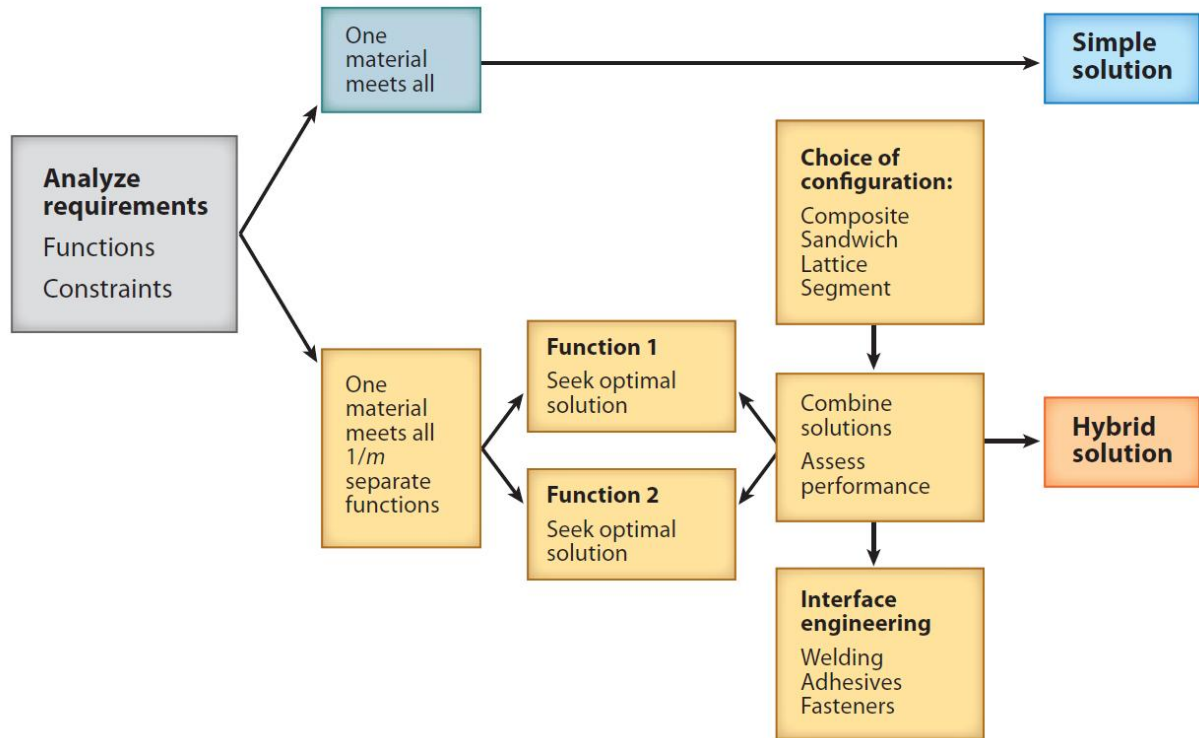 One
material
meets all
Simple
solution
Analyze
requirements
Functions
Constraints
Choice of
configuration:
Composite
Sandwich
Lattice
Segment
One
material
meets all
1/m
separate
functions
Function 1
Seek optimal
solution
Function 2
Seek optimal
solution
Combine
solutions
Assess
performance
Hybrid
solution
Interface
engineering
Welding
Adhesives
Fasteners